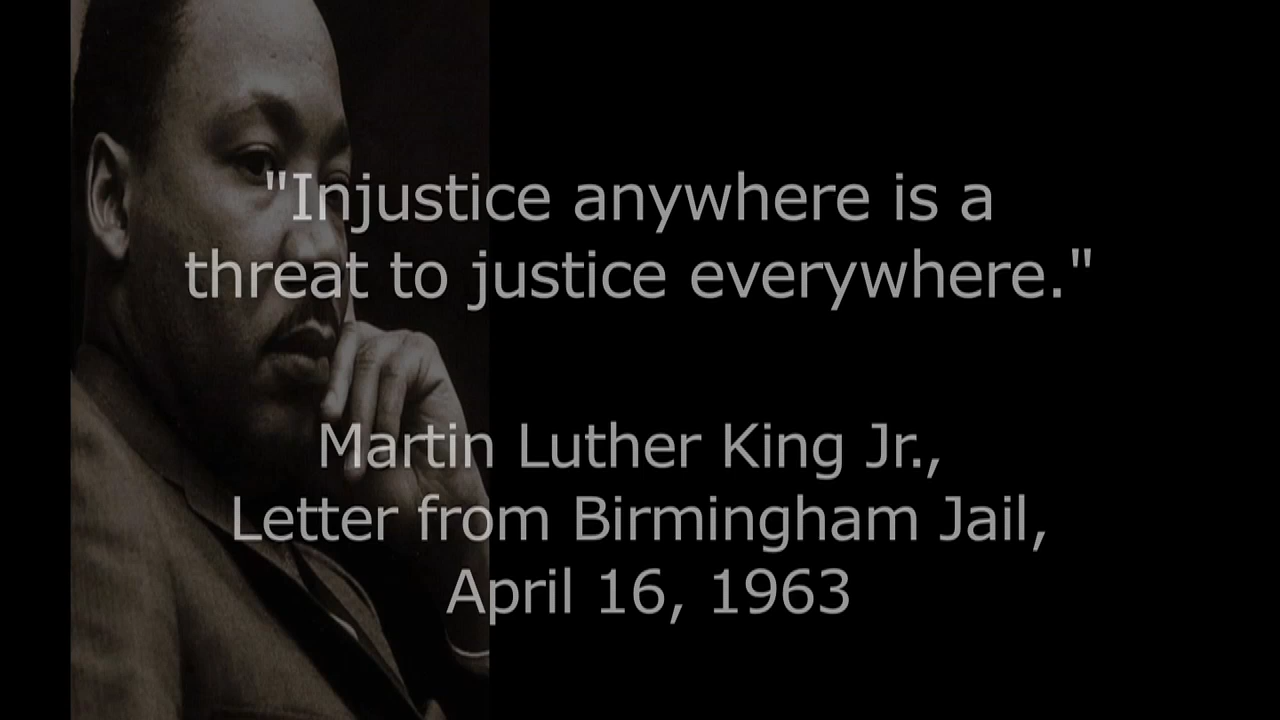 "Injustice anywhere is a
threat to justice everywhere."
Martin Luther King Jr.,
Letter from Birmingham Jail,
April 16, 1963